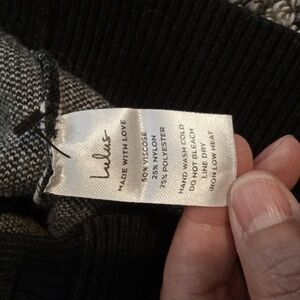 Lulus
MADE WITH LOVE
50% VISCOSE
25% NYLON
25% POLYESTER
HAND WASH COLD
DO NOT BLEACH
LINE DRY
IRON LOW HEAT